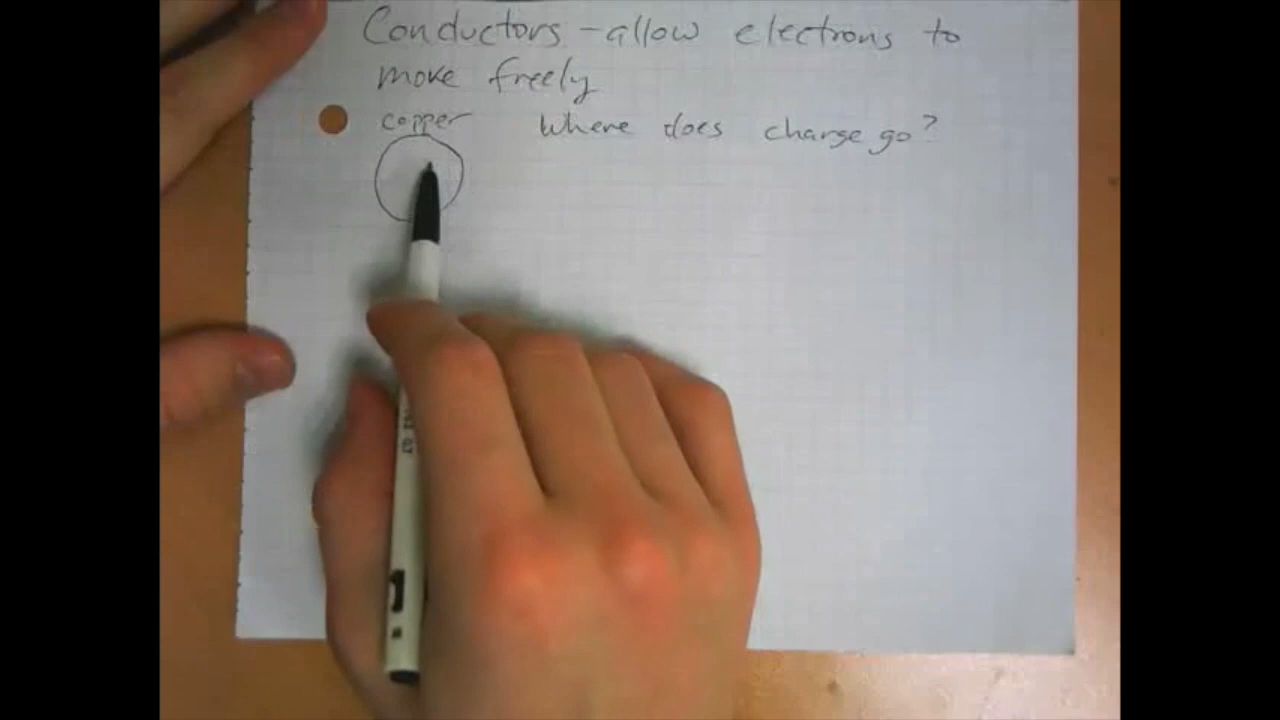 Conductors - allow electrons to
move freely
copper Where does charge go?